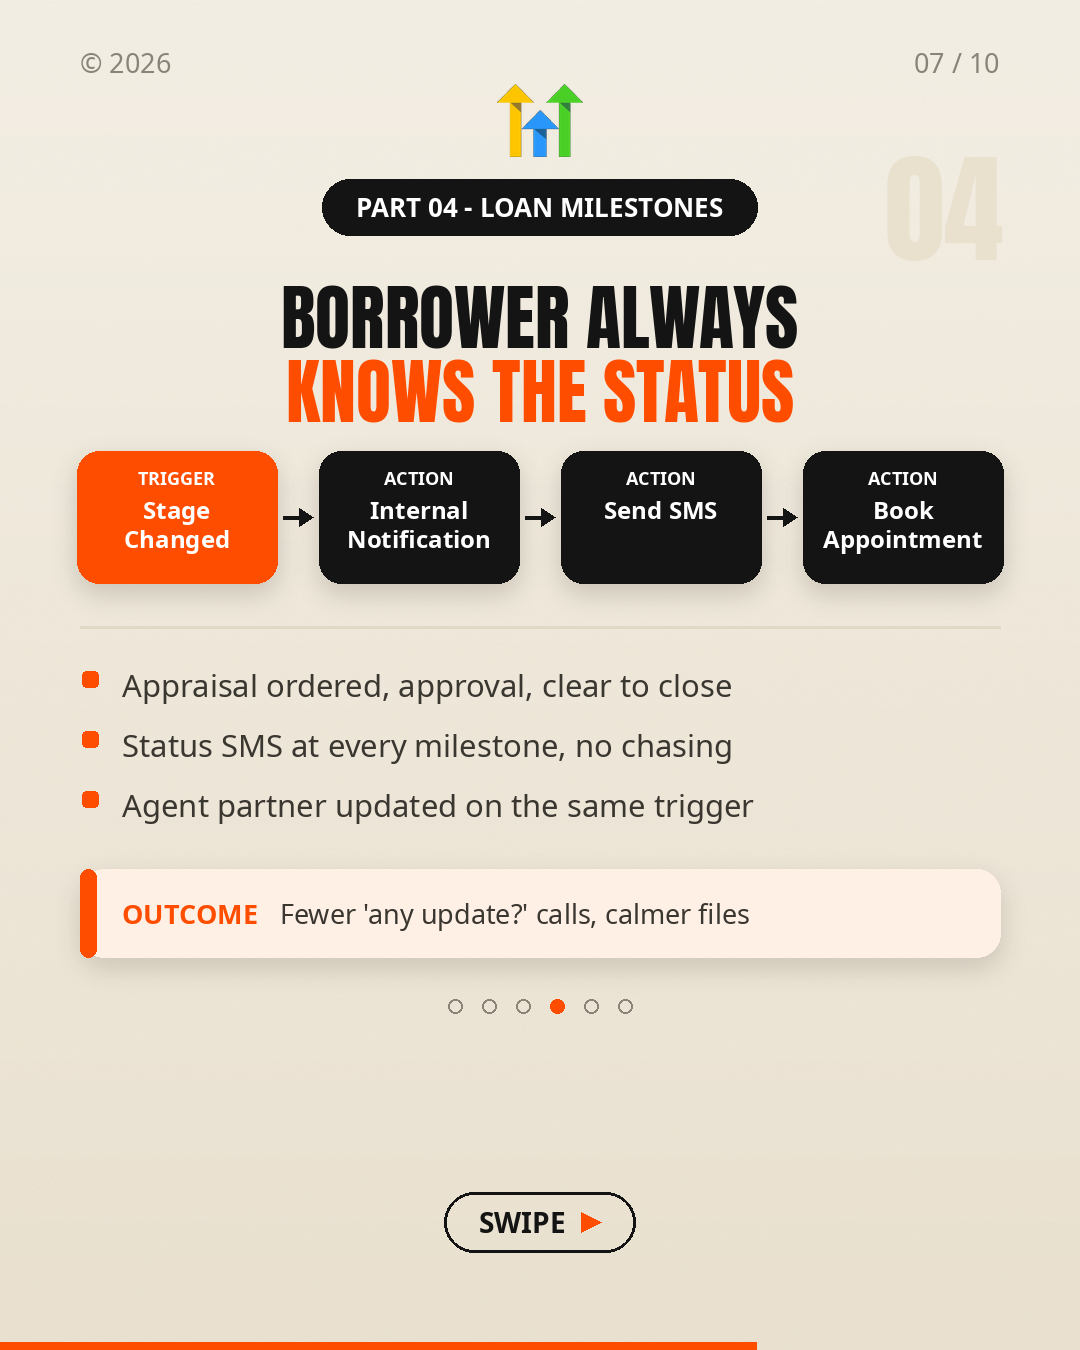 © 2026
07 / 10
PART 04 - LOAN MILESTONES
04
BORROWER ALWAYS
KNOWS THE STATUS
TRIGGER
Stage
Changed
ACTION
Internal
Notification
ACTION
Send SMS
ACTION
Book
Appointment
Appraisal ordered, approval, clear to close
Status SMS at every milestone, no chasing
Agent partner updated on the same trigger
OUTCOME Fewer 'any update?' calls, calmer files
SWIPE